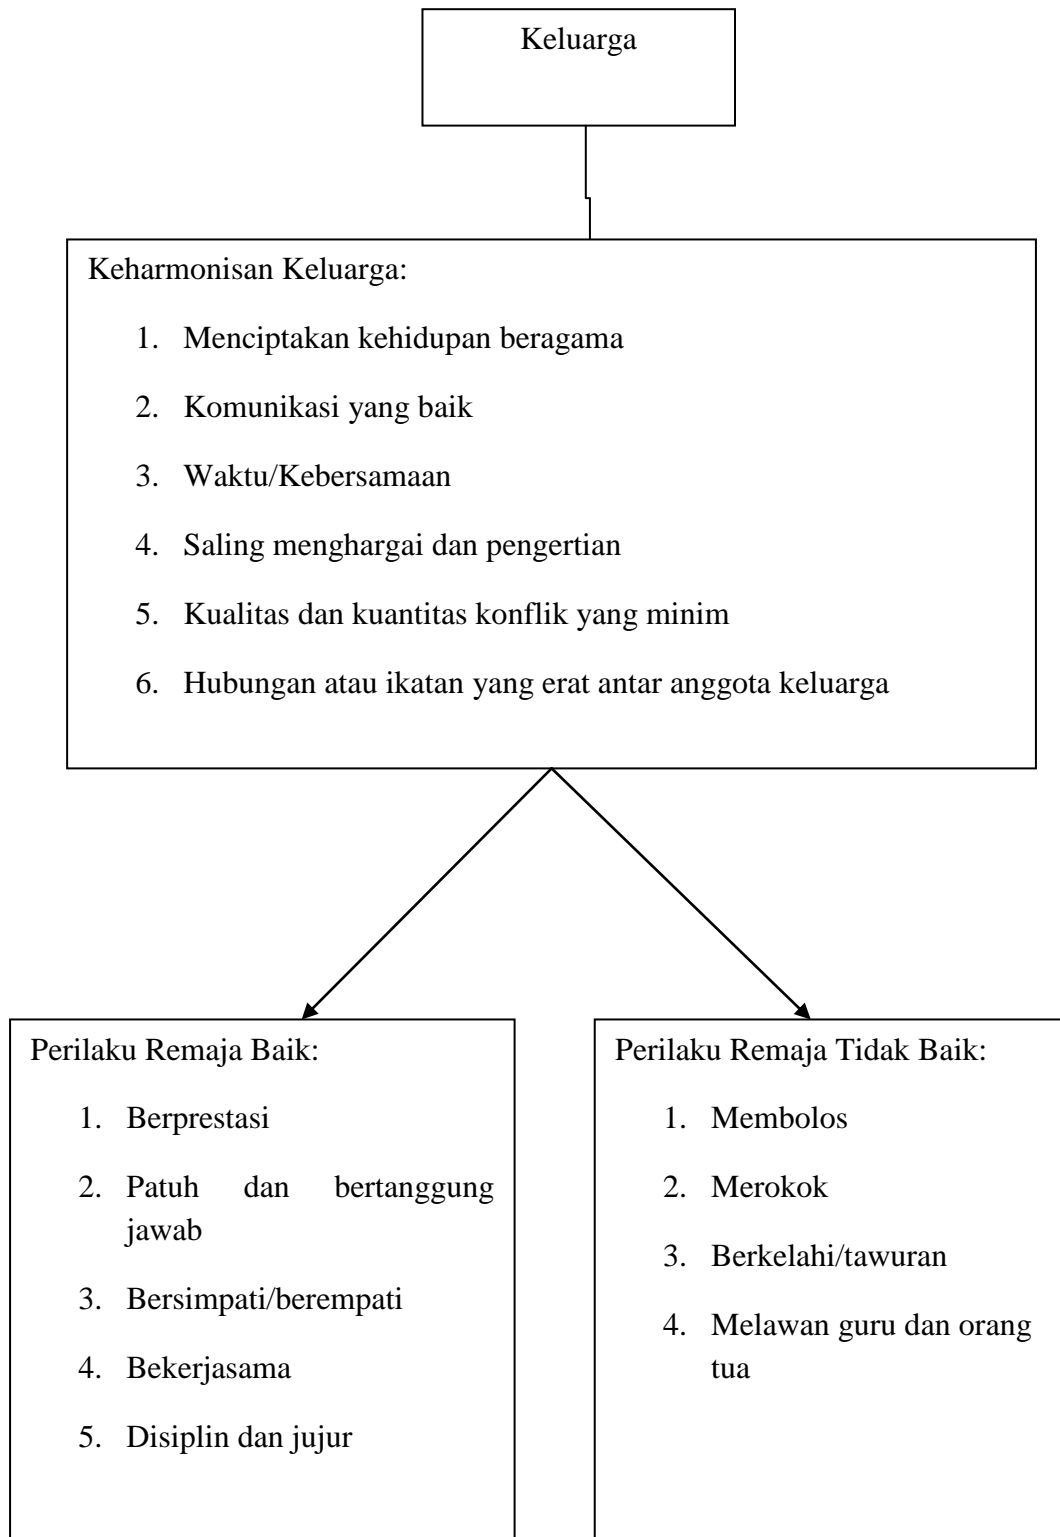 Keluarga
Keharmonisan Keluarga:
1. Menciptakan kehidupan beragama
2. Komunikasi yang baik
3. Waktu/Kebersamaan
4. Saling menghargai dan pengertian
5. Kualitas dan kuantitas konflik yang minim
6. Hubungan atau ikatan yang erat antar anggota keluarga
Perilaku Remaja Baik:
1. Berprestasi
2. Patuh dan bertanggung
jawab
3. Bersimpati/berempati
4. Bekerjasama
5. Disiplin dan jujur
Perilaku Remaja Tidak Baik:
1. Membolos
2. Merokok
3. Berkelahi/tawuran
4. Melawan guru dan orang
tua